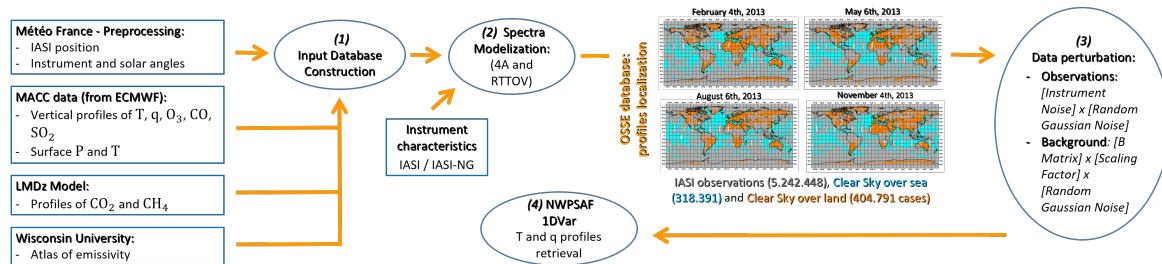 Météo France - Preprocessing:
- IASI position
- Instrument and solar angles
MACC data (from ECMWF):
- Vertical profiles of T, q, O₃, CO,
SO₂
- Surface P and T
LMDz Model:
- Profiles of CO₂ and CH₄
Wisconsin University:
- Atlas of emissivity
(1)
Input Database
Construction
(2) Spectra
Modelization:
(4A and
RTTOV)
Instrument
characteristics
IASI / IASI-NG
OSSE database:
profiles localization
February 4th, 2013
May 6th, 2013
August 6th, 2013
November 4th, 2013
IASI observations (5.242.448), Clear Sky over sea
(318.391) and Clear Sky over land (404.791 cases)
(3)
Data perturbation:
- Observations:
[Instrument
Noise] x [Random
Gaussian Noise]
- Background: [B
Matrix] x [Scaling
Factor] x
[Random
Gaussian Noise]
(4) NWPSAF
1DVar
T and q profiles
retrieval